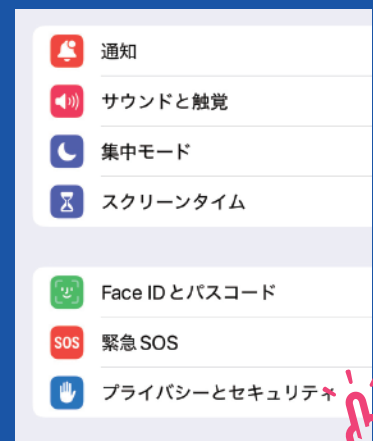 通知
サウンドと触覚
集中モード
スクリーンタイム
Face IDとパスコード
SOS 緊急SOS
プライバシーとセキュリティ